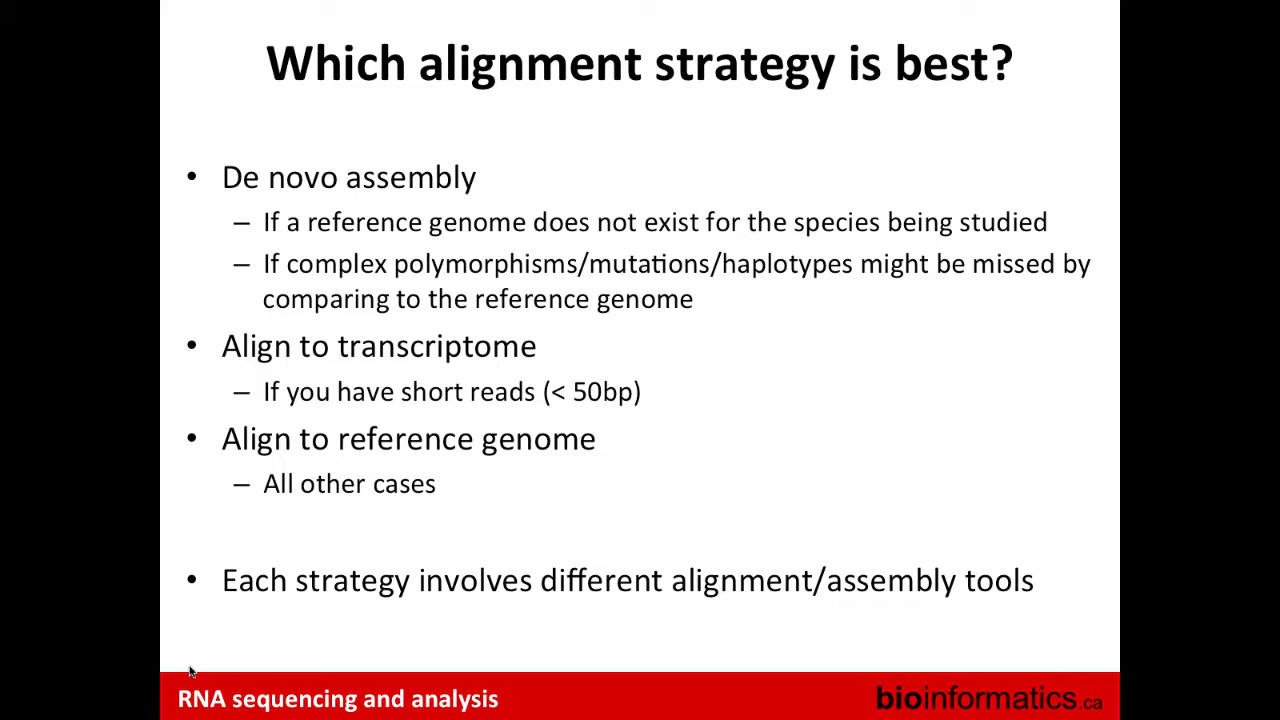 Which alignment strategy is best?
• De novo assembly
– If a reference genome does not exist for the species being studied
– If complex polymorphisms/mutations/haplotypes might be missed by
comparing to the reference genome
• Align to transcriptome
– If you have short reads (< 50bp)
• Align to reference genome
– All other cases
• Each strategy involves different alignment/assembly tools
RNA sequencing and analysis
bioinformatics.ca